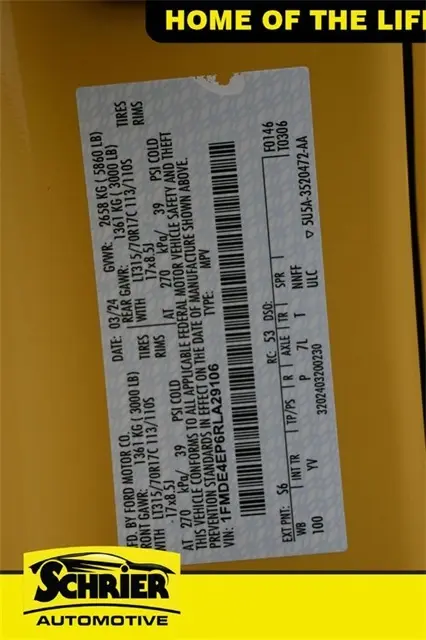 HOME OF THE LIF
FD. BY FORD MOTOR CO.
DATE: 03/24 GVWR: 2658 KG ( 5860 LB)
RONT GAWR: 1361 KG ( 3000 LB) REAR GAWR: 1361 KG ( 3000 LB)
WITH LT315/70R17C 113/110S TIRES WITH LT315/70R17C 113/110S TIRES
17x8.5J RIMS 17x8.5J RIMS
AT 270 kPa/ 39 PSI COLD AT 270 kPa/ 39 PSI COLD
THIS VEHICLE CONFORMS TO ALL APPLICABLE FEDERAL MOTOR VEHICLE SAFETY AND THEFT
PREVENTION STANDARDS IN EFFECT ON THE DATE OF MANUFACTURE SHOWN ABOVE.
VIN: 1FMDE4EP6RLA29106 TYPE: MPV
F0146
T0306
EXT PNT: S6 RC: 53 DSO:
WB INT TR TP/PS R AXLE TR SPR
100 YV P 7L T NNFF
ULC
3202403200230
▽ 5U5A-3520472-AA
SCHRIER
AUTOMOTIVE